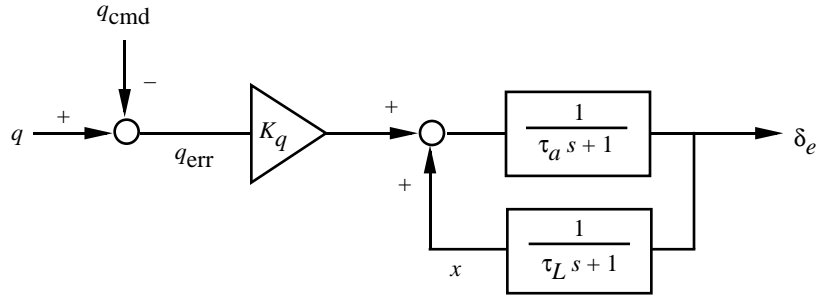 q_cmd
−
q
+
q_err
K_q
+
+
x
1
τ_a s + 1
1
τ_L s + 1
δ_e